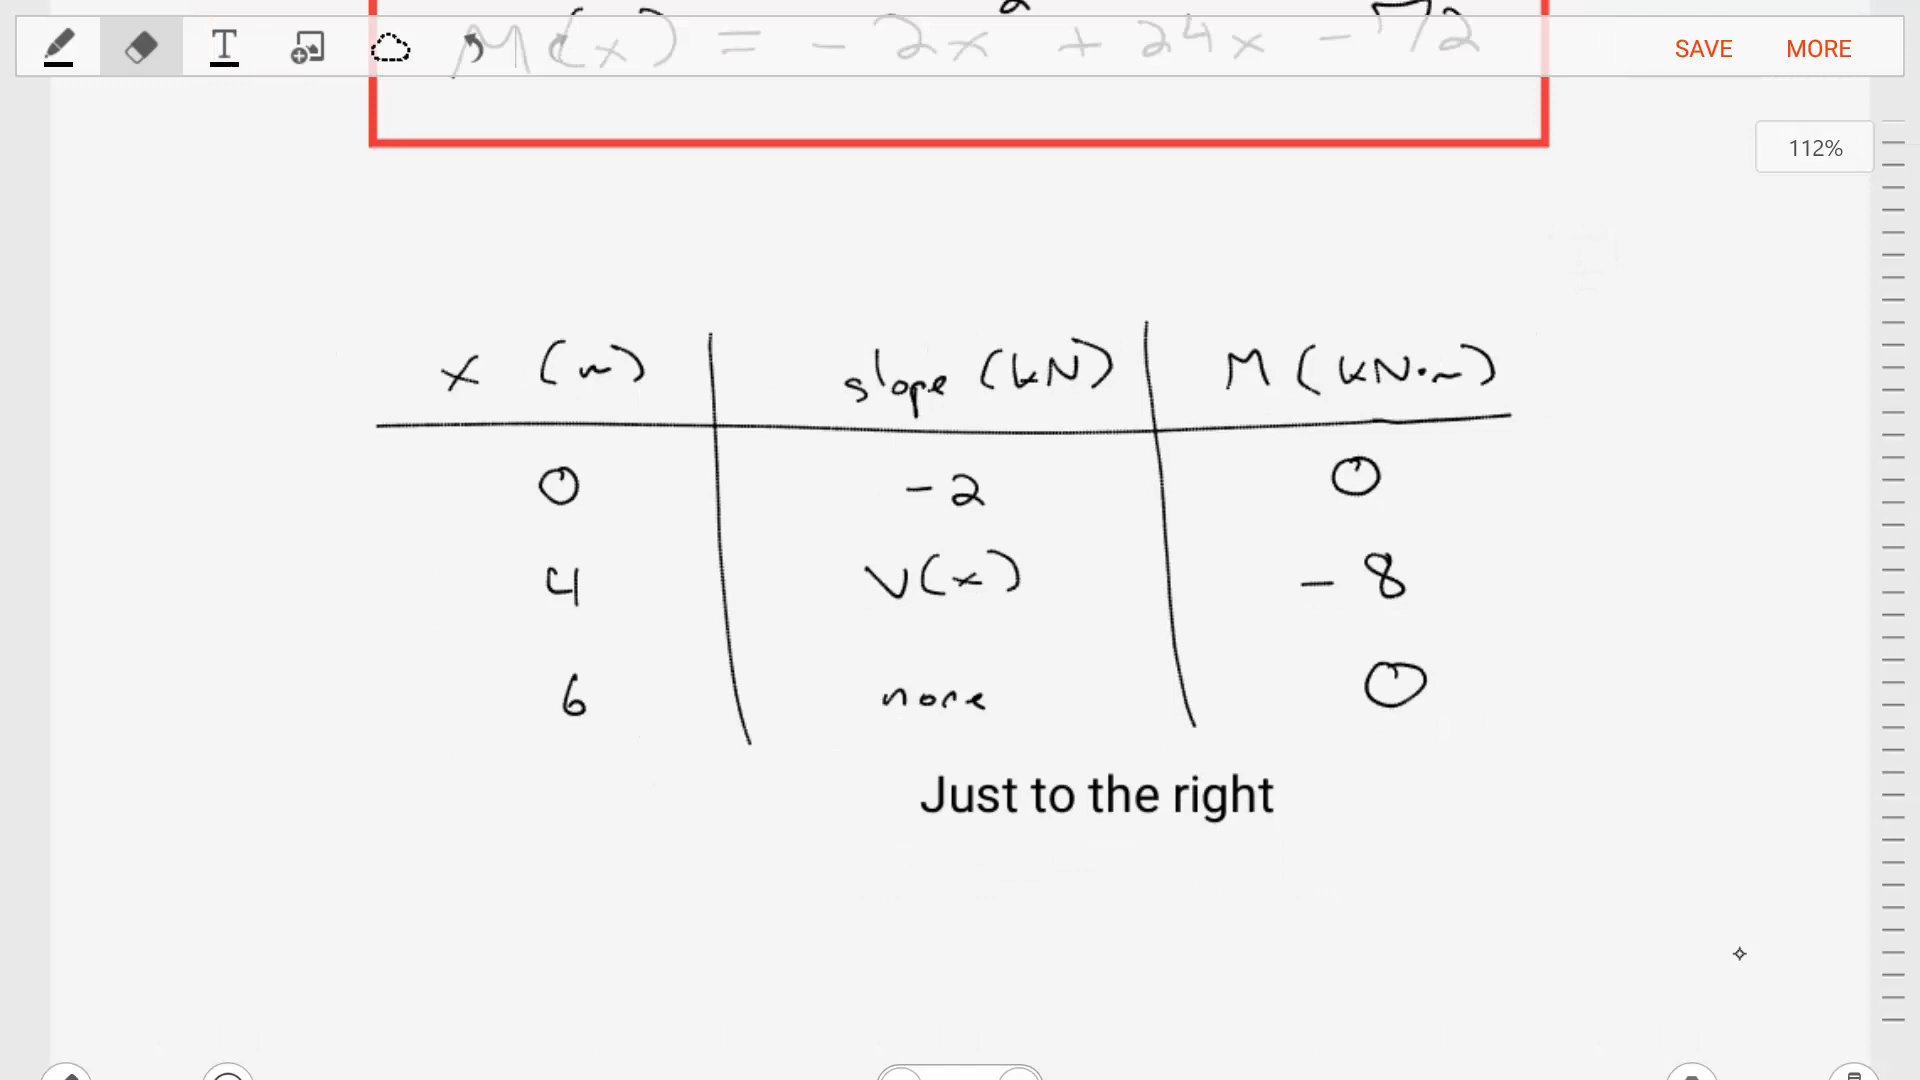 T SAVE MORE
M(x) = - 2x² + 24x - 72
112%
x (m) slope (kN) M (kN·m)
0 -2 0
4 V(x) -8
6 none 0
Just to the right